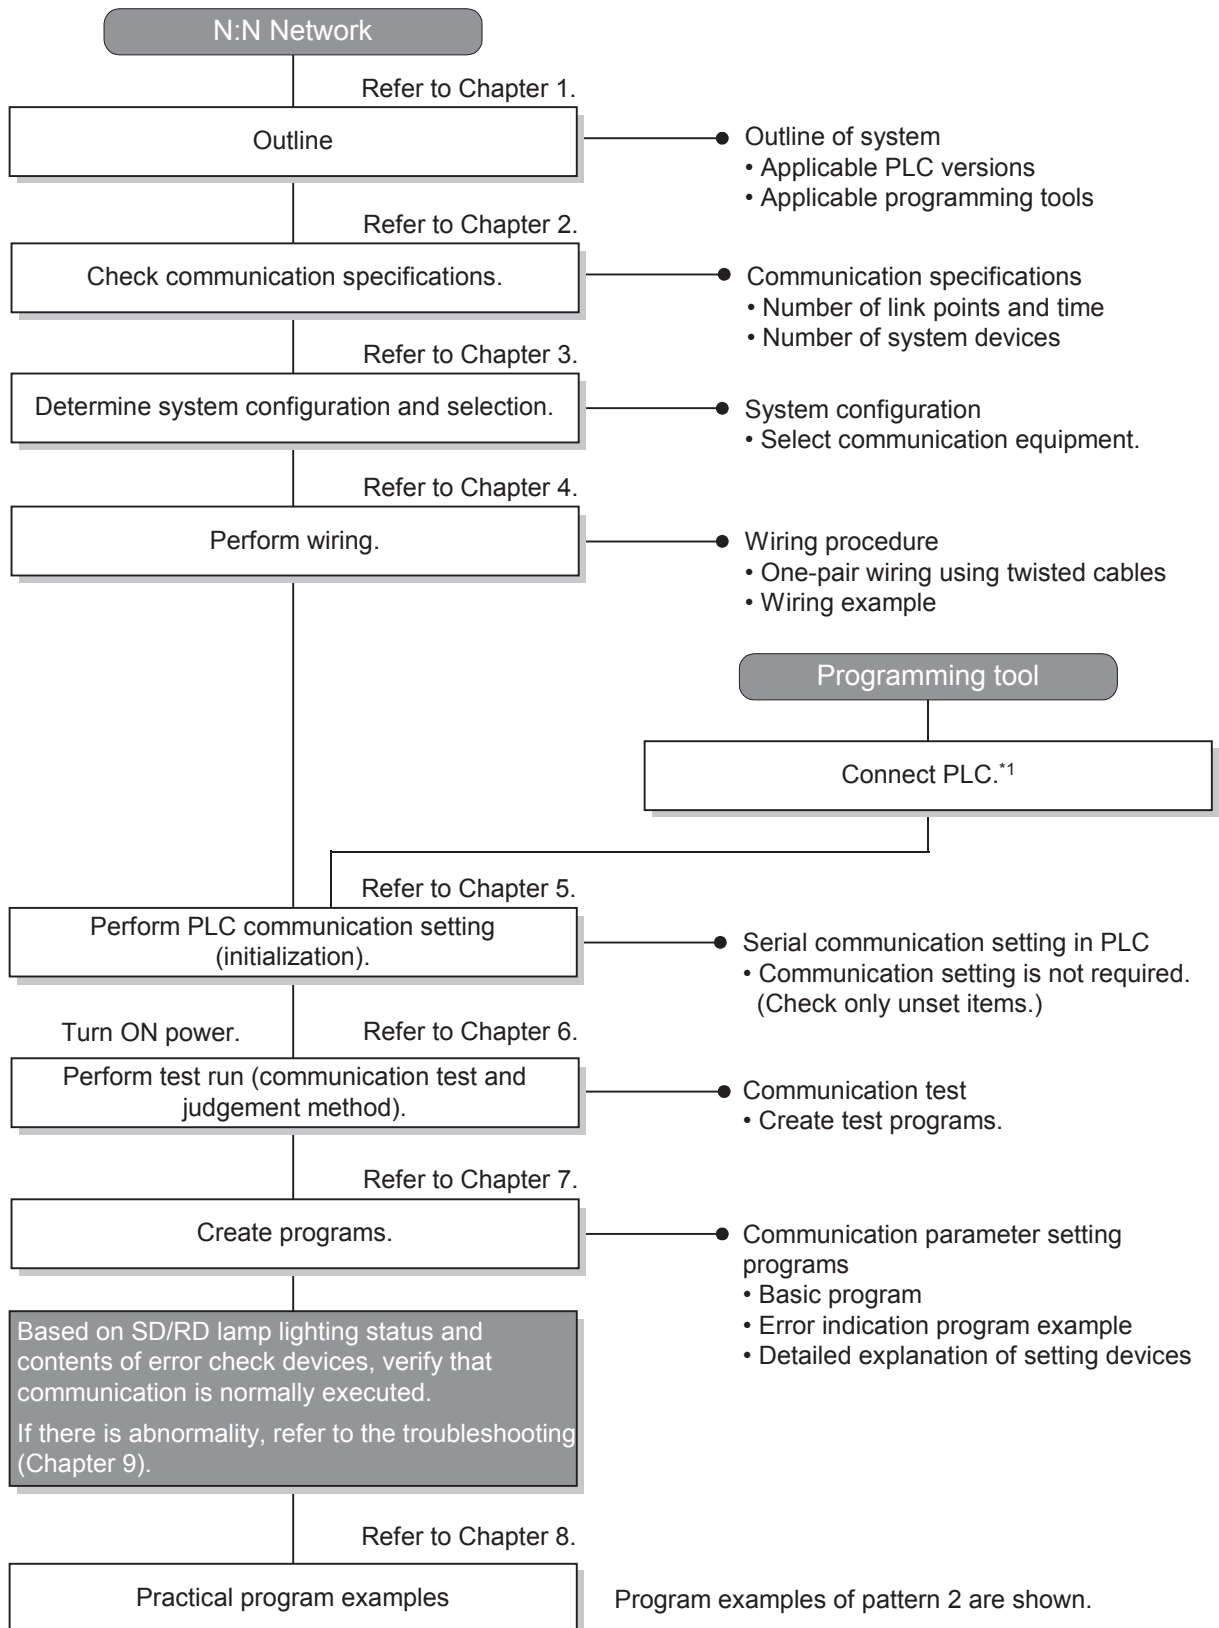 N:N Network
Refer to Chapter 1.
Outline
Outline of system
• Applicable PLC versions
• Applicable programming tools
Refer to Chapter 2.
Check communication specifications.
Communication specifications
• Number of link points and time
• Number of system devices
Refer to Chapter 3.
Determine system configuration and selection.
System configuration
• Select communication equipment.
Refer to Chapter 4.
Perform wiring.
Wiring procedure
• One-pair wiring using twisted cables
• Wiring example
Programming tool
Connect PLC.*1
Refer to Chapter 5.
Perform PLC communication setting
(initialization).
Serial communication setting in PLC
• Communication setting is not required.
(Check only unset items.)
Turn ON power.
Refer to Chapter 6.
Perform test run (communication test and
judgement method).
Communication test
• Create test programs.
Refer to Chapter 7.
Create programs.
Communication parameter setting
programs
• Basic program
• Error indication program example
• Detailed explanation of setting devices
Based on SD/RD lamp lighting status and
contents of error check devices, verify that
communication is normally executed.
If there is abnormality, refer to the troubleshooting
(Chapter 9).
Refer to Chapter 8.
Practical program examples
Program examples of pattern 2 are shown.